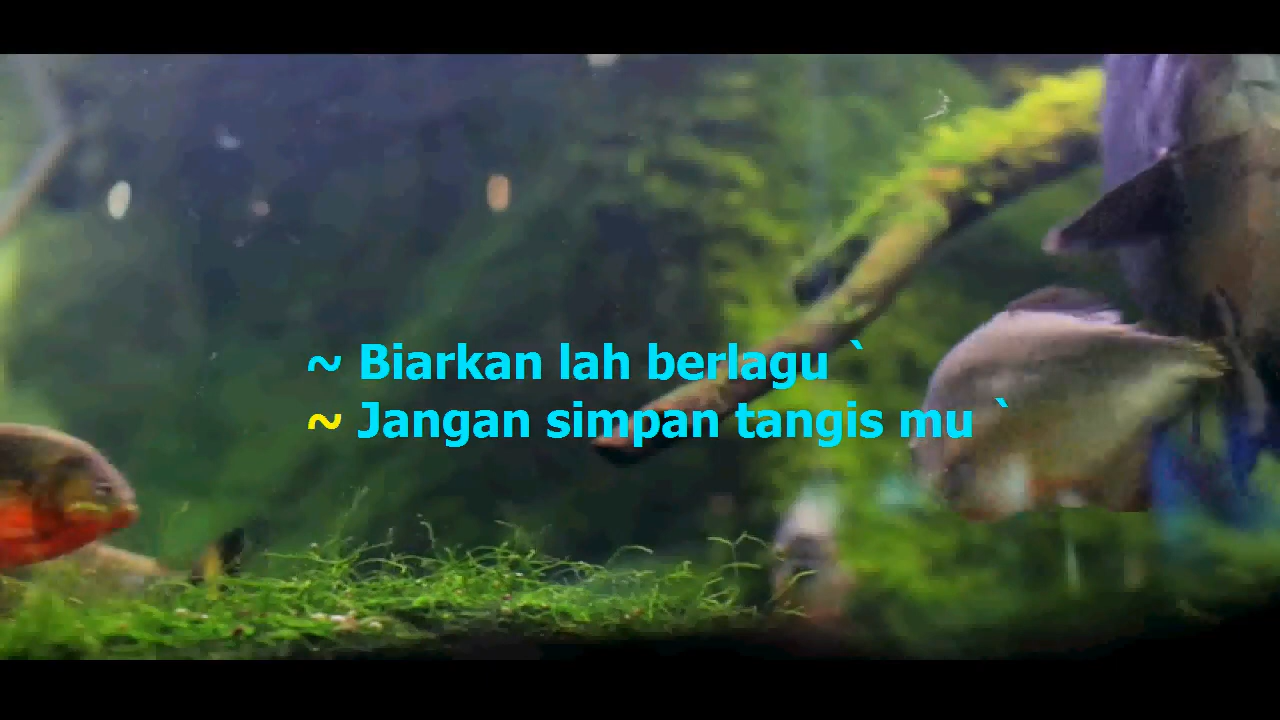 ~ Biarkan lah berlagu `
~ Jangan simpan tangis mu `